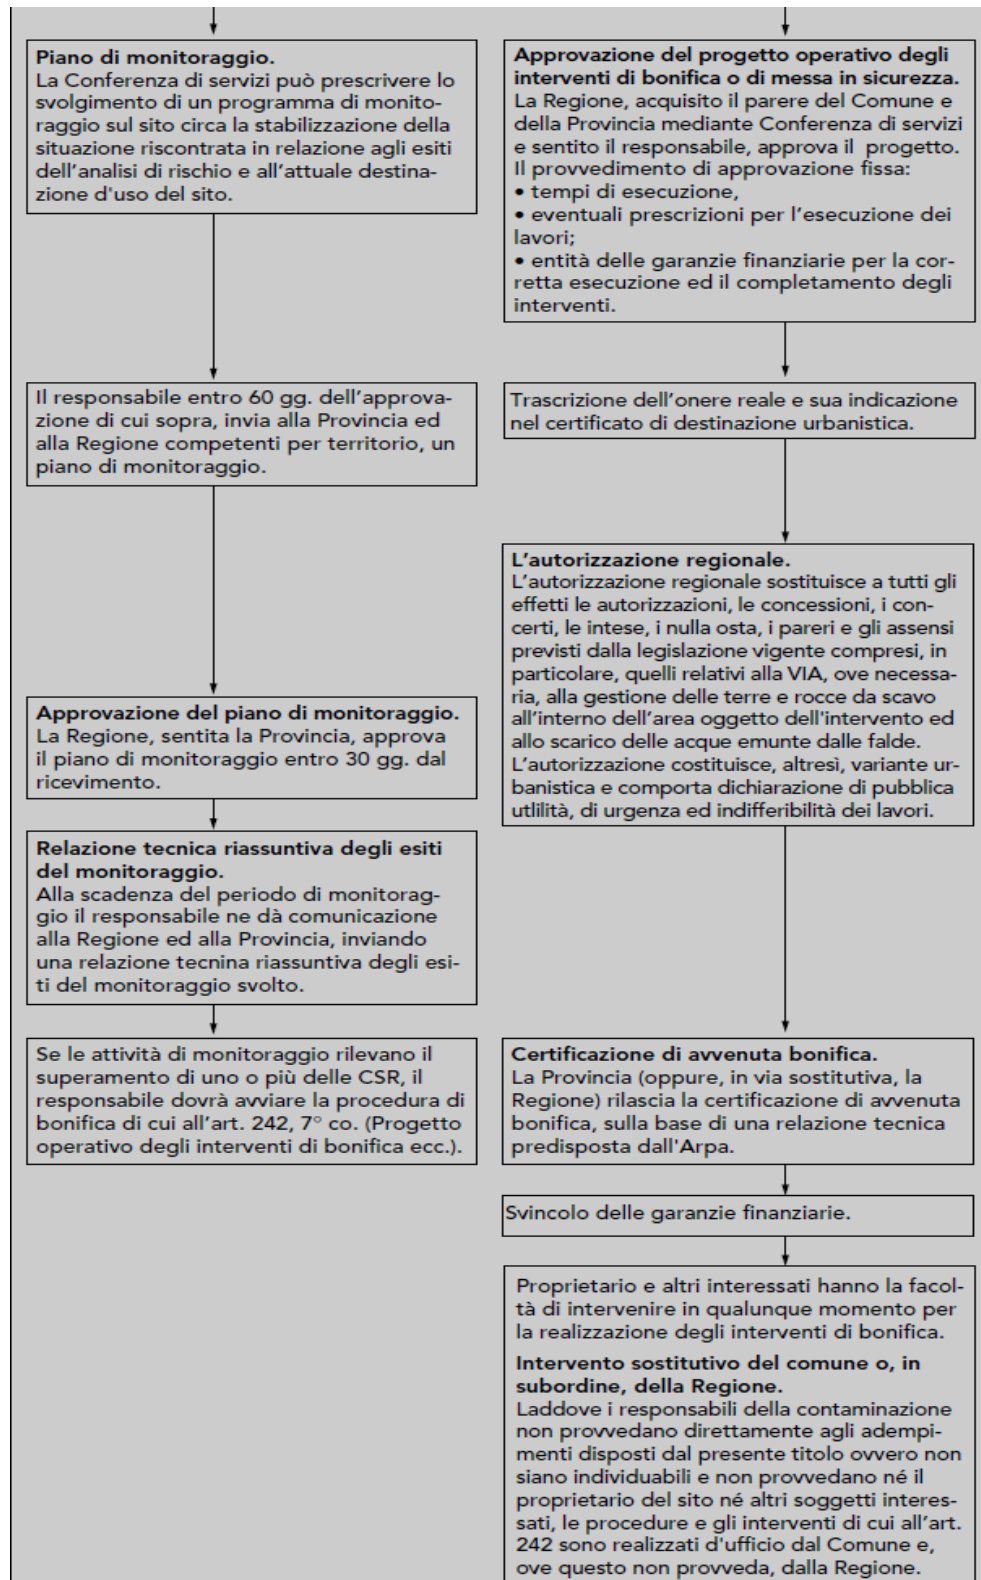 Piano di monitoraggio.
La Conferenza di servizi può prescrivere lo
svolgimento di un programma di monito-
raggio sul sito circa la stabilizzazione della
situazione riscontrata in relazione agli esiti
dell'analisi di rischio e all'attuale destina-
zione d'uso del sito.
Il responsabile entro 60 gg. dell'approva-
zione di cui sopra, invia alla Provincia ed
alla Regione competenti per territorio, un
piano di monitoraggio.
Approvazione del piano di monitoraggio.
La Regione, sentita la Provincia, approva
il piano di monitoraggio entro 30 gg. dal
ricevimento.
Relazione tecnica riassuntiva degli esiti
del monitoraggio.
Alla scadenza del periodo di monitorag-
gio il responsabile ne dà comunicazione
alla Regione ed alla Provincia, inviando
una relazione tecnina riassuntiva degli esi-
ti del monitoraggio svolto.
Se le attività di monitoraggio rilevano il
superamento di uno o più delle CSR, il
responsabile dovrà avviare la procedura di
bonifica di cui all'art. 242, 7° co. (Progetto
operativo degli interventi di bonifica ecc.).
Approvazione del progetto operativo degli
interventi di bonifica o di messa in sicurezza.
La Regione, acquisito il parere del Comune e
della Provincia mediante Conferenza di servizi
e sentito il responsabile, approva il progetto.
Il provvedimento di approvazione fissa:
• tempi di esecuzione,
• eventuali prescrizioni per l'esecuzione dei
lavori;
• entità delle garanzie finanziarie per la cor-
retta esecuzione ed il completamento degli
interventi.
Trascrizione dell'onere reale e sua indicazione
nel certificato di destinazione urbanistica.
L'autorizzazione regionale.
L'autorizzazione regionale sostituisce a tutti gli
effetti le autorizzazioni, le concessioni, i con-
certi, le intese, i nulla osta, i pareri e gli assensi
previsti dalla legislazione vigente compresi, in
particolare, quelli relativi alla VIA, ove necessa-
ria, alla gestione delle terre e rocce da scavo
all'interno dell'area oggetto dell'intervento ed
allo scarico delle acque emunte dalle falde.
L'autorizzazione costituisce, altresì, variante ur-
banistica e comporta dichiarazione di pubblica
utlilità, di urgenza ed indifferibilità dei lavori.
Certificazione di avvenuta bonifica.
La Provincia (oppure, in via sostitutiva, la
Regione) rilascia la certificazione di avvenuta
bonifica, sulla base di una relazione tecnica
predisposta dall'Arpa.
Svincolo delle garanzie finanziarie.
Proprietario e altri interessati hanno la facol-
tà di intervenire in qualunque momento per
la realizzazione degli interventi di bonifica.
Intervento sostitutivo del comune o, in
subordine, della Regione.
Laddove i responsabili della contaminazione
non provvedano direttamente agli adempi-
menti disposti dal presente titolo ovvero non
siano individuabili e non provvedano né il
proprietario del sito né altri soggetti interes-
sati, le procedure e gli interventi di cui all'art.
242 sono realizzati d'ufficio dal Comune e,
ove questo non provveda, dalla Regione.